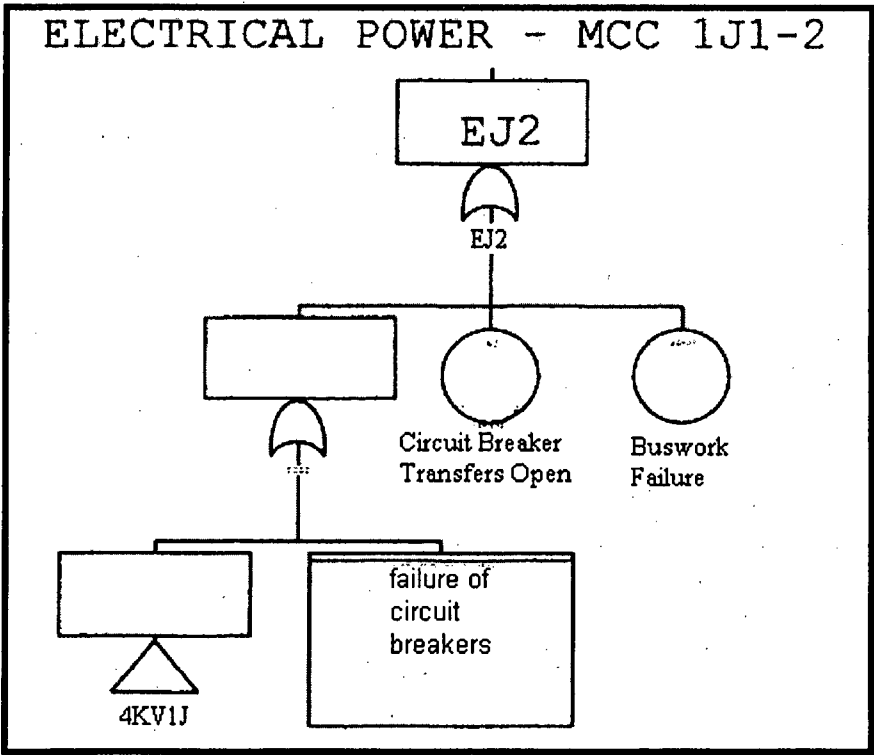 ELECTRICAL POWER - MCC 1J1-2
EJ2
EJ2
Circuit Breaker
Transfers Open
Buswork
Failure
failure of
circuit
breakers
4KV1J